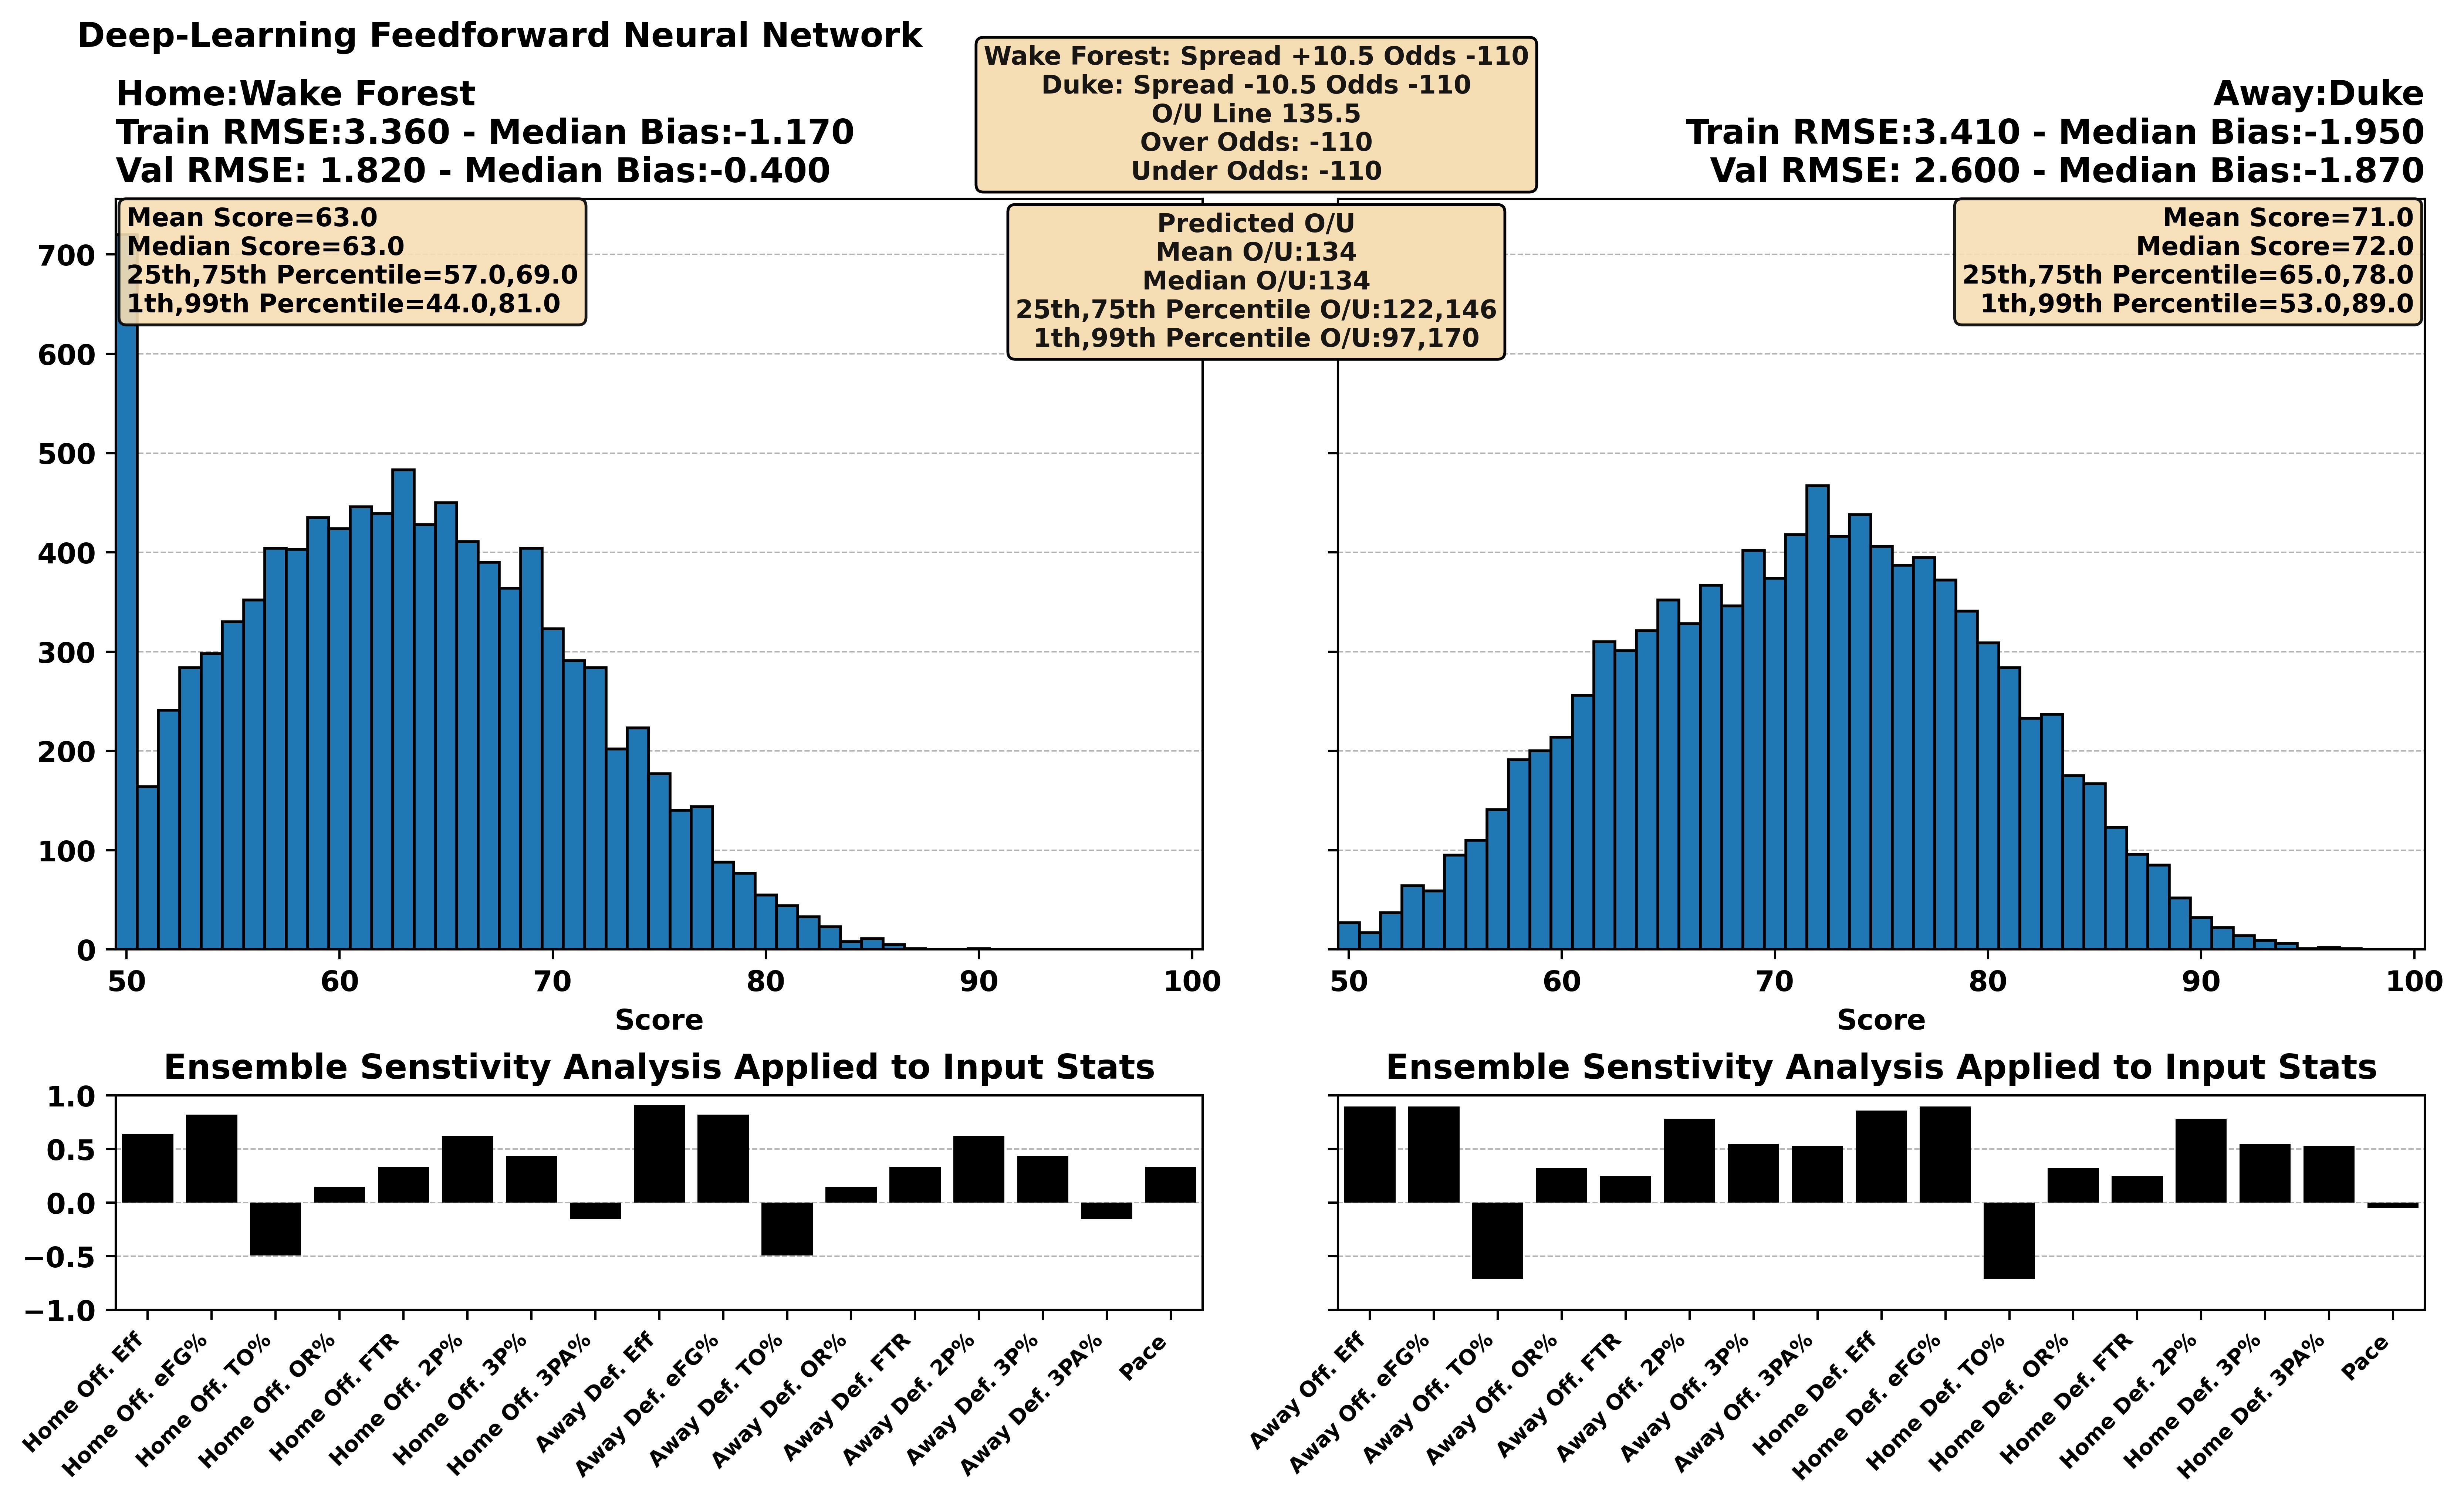 Deep-Learning Feedforward Neural Network
Wake Forest: Spread +10.5 Odds -110
Duke: Spread -10.5 Odds -110
O/U Line 135.5
Over Odds: -110
Under Odds: -110
Home:Wake Forest
Train RMSE:3.360 - Median Bias:-1.170
Val RMSE: 1.820 - Median Bias:-0.400
Away:Duke
Train RMSE:3.410 - Median Bias:-1.950
Val RMSE: 2.600 - Median Bias:-1.870
Mean Score=63.0
Median Score=63.0
25th,75th Percentile=57.0,69.0
1th,99th Percentile=44.0,81.0
Predicted O/U
Mean O/U:134
Median O/U:134
25th,75th Percentile O/U:122,146
1th,99th Percentile O/U:97,170
Mean Score=71.0
Median Score=72.0
25th,75th Percentile=65.0,78.0
1th,99th Percentile=53.0,89.0
700
600
500
400
300
200
100
0
50 60 70 80 90 100
Score
50 60 70 80 90 100
Score
Ensemble Senstivity Analysis Applied to Input Stats
1.0
0.5
0.0
−0.5
−1.0
Home Off. Eff
Home Off. eFG%
Home Off. TO%
Home Off. OR%
Home Off. FTR
Home Off. 2P%
Home Off. 3P%
Home Off. 3PA%
Away Def. Eff
Away Def. eFG%
Away Def. TO%
Away Def. OR%
Away Def. FTR
Away Def. 2P%
Away Def. 3P%
Away Def. 3PA%
Pace
Ensemble Senstivity Analysis Applied to Input Stats
Away Off. Eff
Away Off. eFG%
Away Off. TO%
Away Off. OR%
Away Off. FTR
Away Off. 2P%
Away Off. 3P%
Away Off. 3PA%
Home Def. Eff
Home Def. eFG%
Home Def. TO%
Home Def. OR%
Home Def. FTR
Home Def. 2P%
Home Def. 3P%
Home Def. 3PA%
Pace